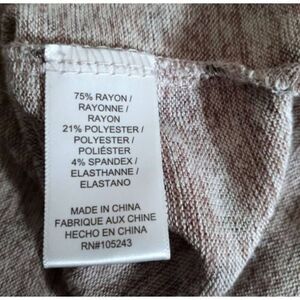 75% RAYON /
RAYONNE /
RAYON
21% POLYESTER /
POLYESTER /
POLIÉSTER
4% SPANDEX /
ELASTHANNE /
ELASTANO
MADE IN CHINA
FABRIQUE AUX CHINE
HECHO EN CHINA
RN#105243